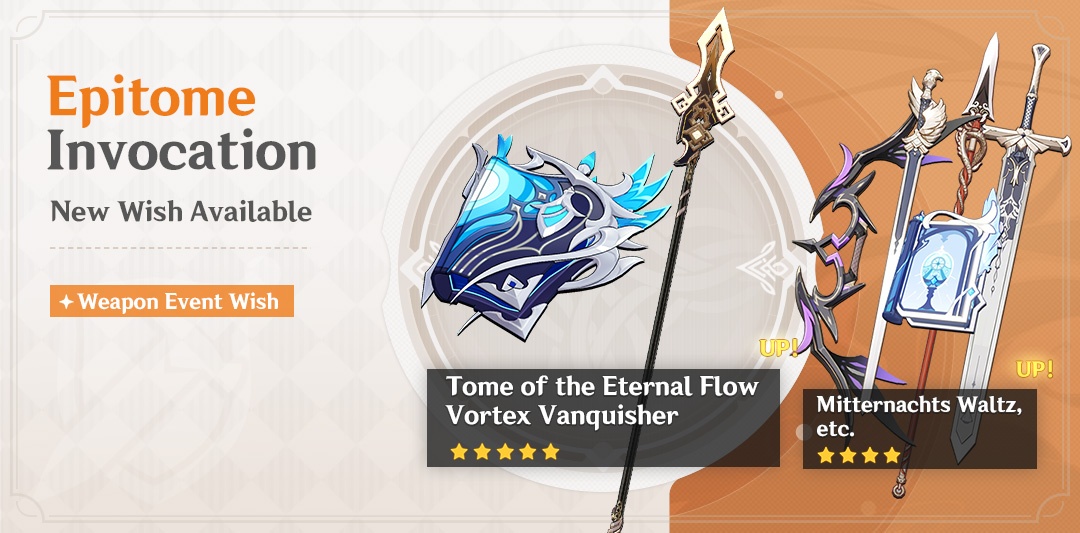 Epitome
Invocation
New Wish Available
Weapon Event Wish
UP!
Tome of the Eternal Flow
Vortex Vanquisher
UP!
Mitternachts Waltz,
etc.